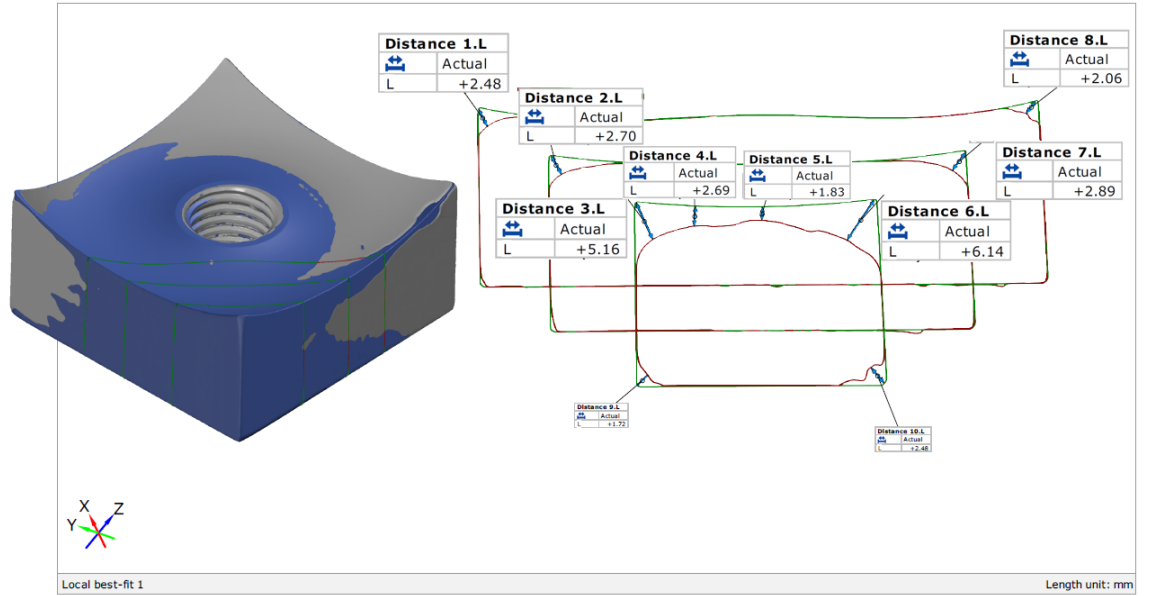 Distance 1.L
Actual
L +2.48
Distance 2.L
Actual
L +2.70
Distance 8.L
Actual
L +2.06
Distance 4.L
Actual
L +2.69
Distance 5.L
Actual
L +1.83
Distance 7.L
Actual
L +2.89
Distance 3.L
Actual
L +5.16
Distance 6.L
Actual
L +6.14
Distance 9.L
Actual
L +1.72
Distance 10.L
Actual
L +2.48
X
Z
Y
Local best-fit 1
Length unit: mm